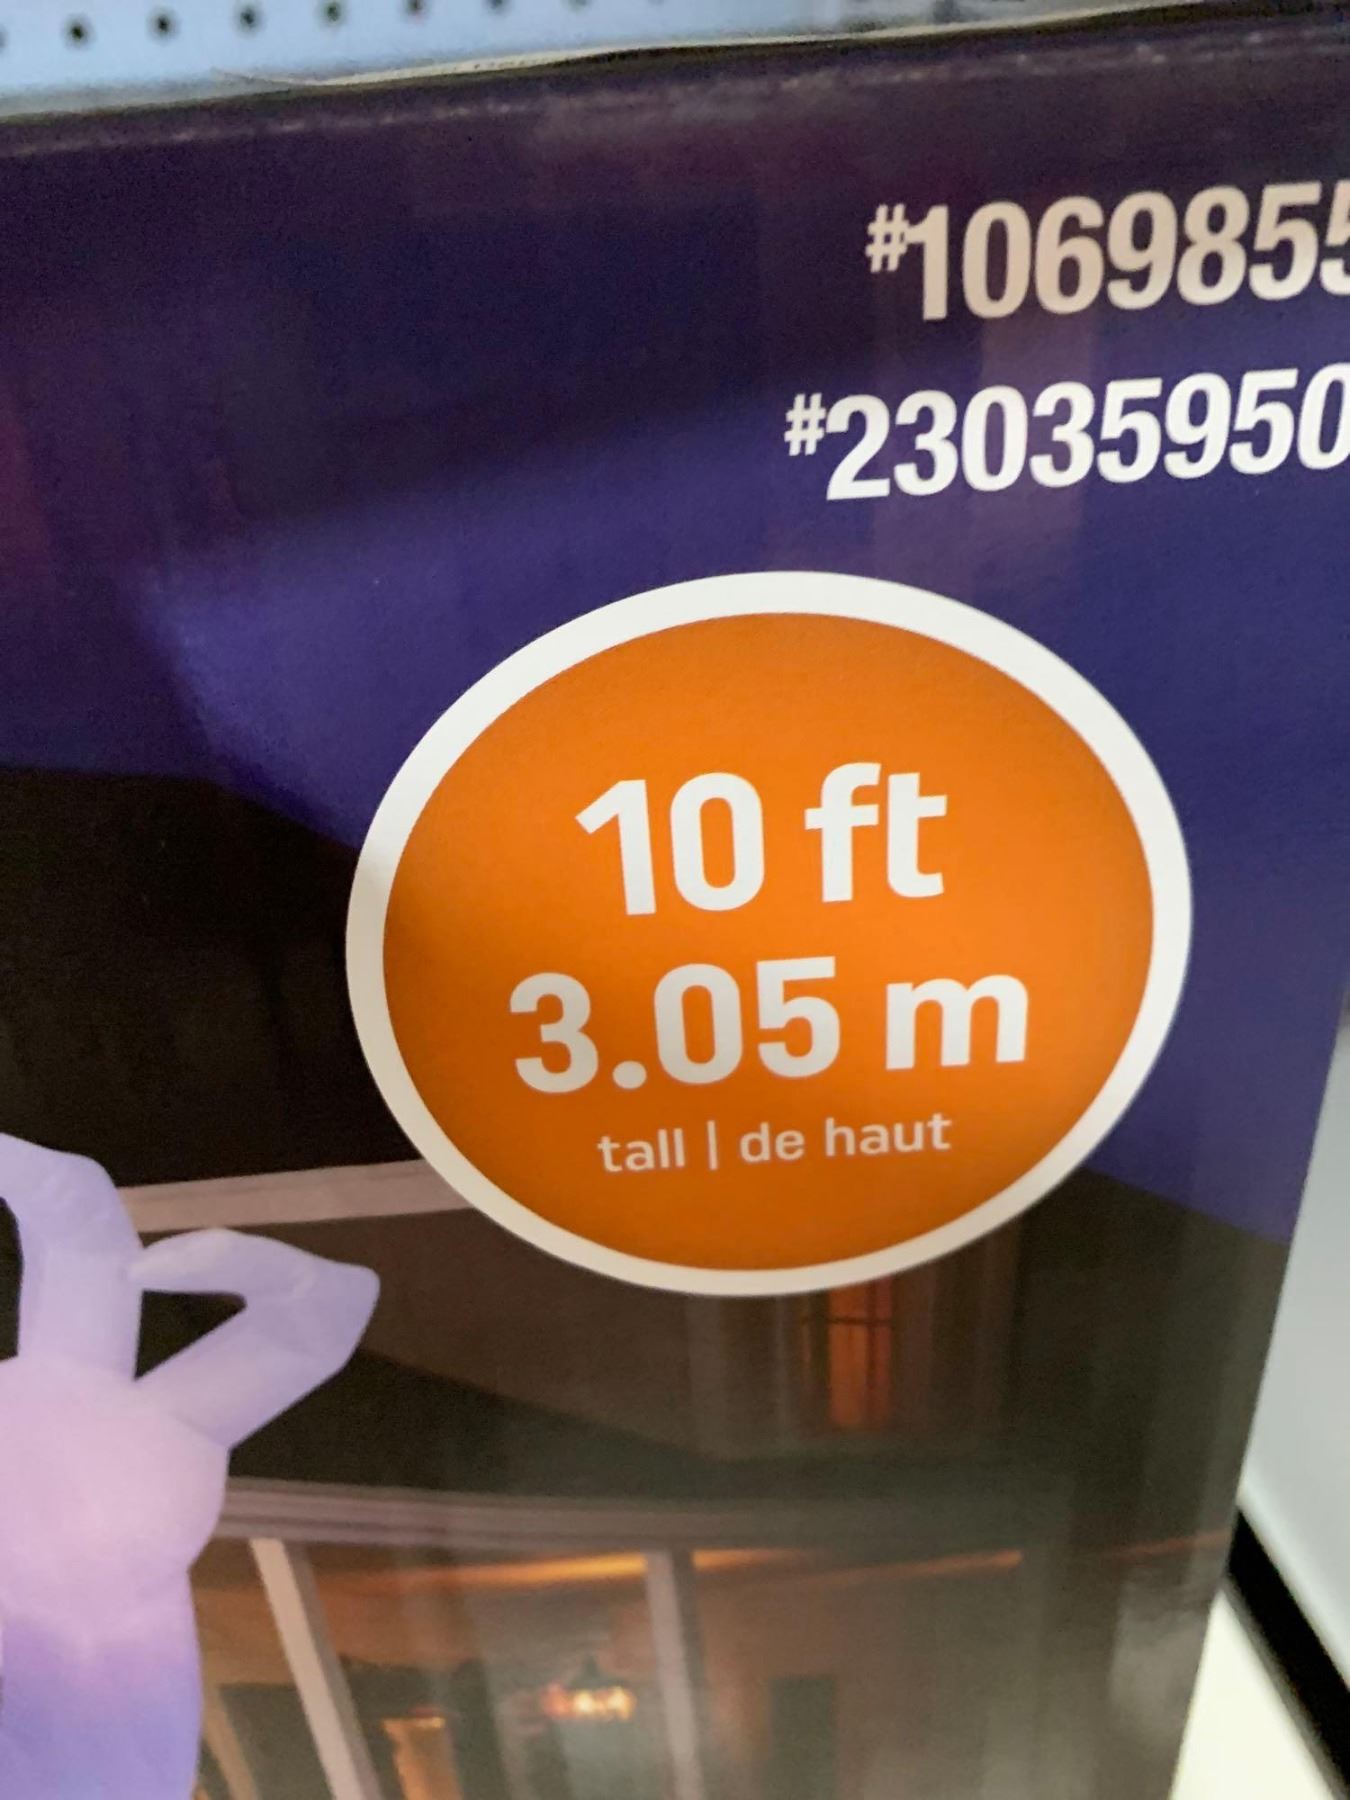 #1069855
#23035950
10 ft
3.05 m
tall | de haut